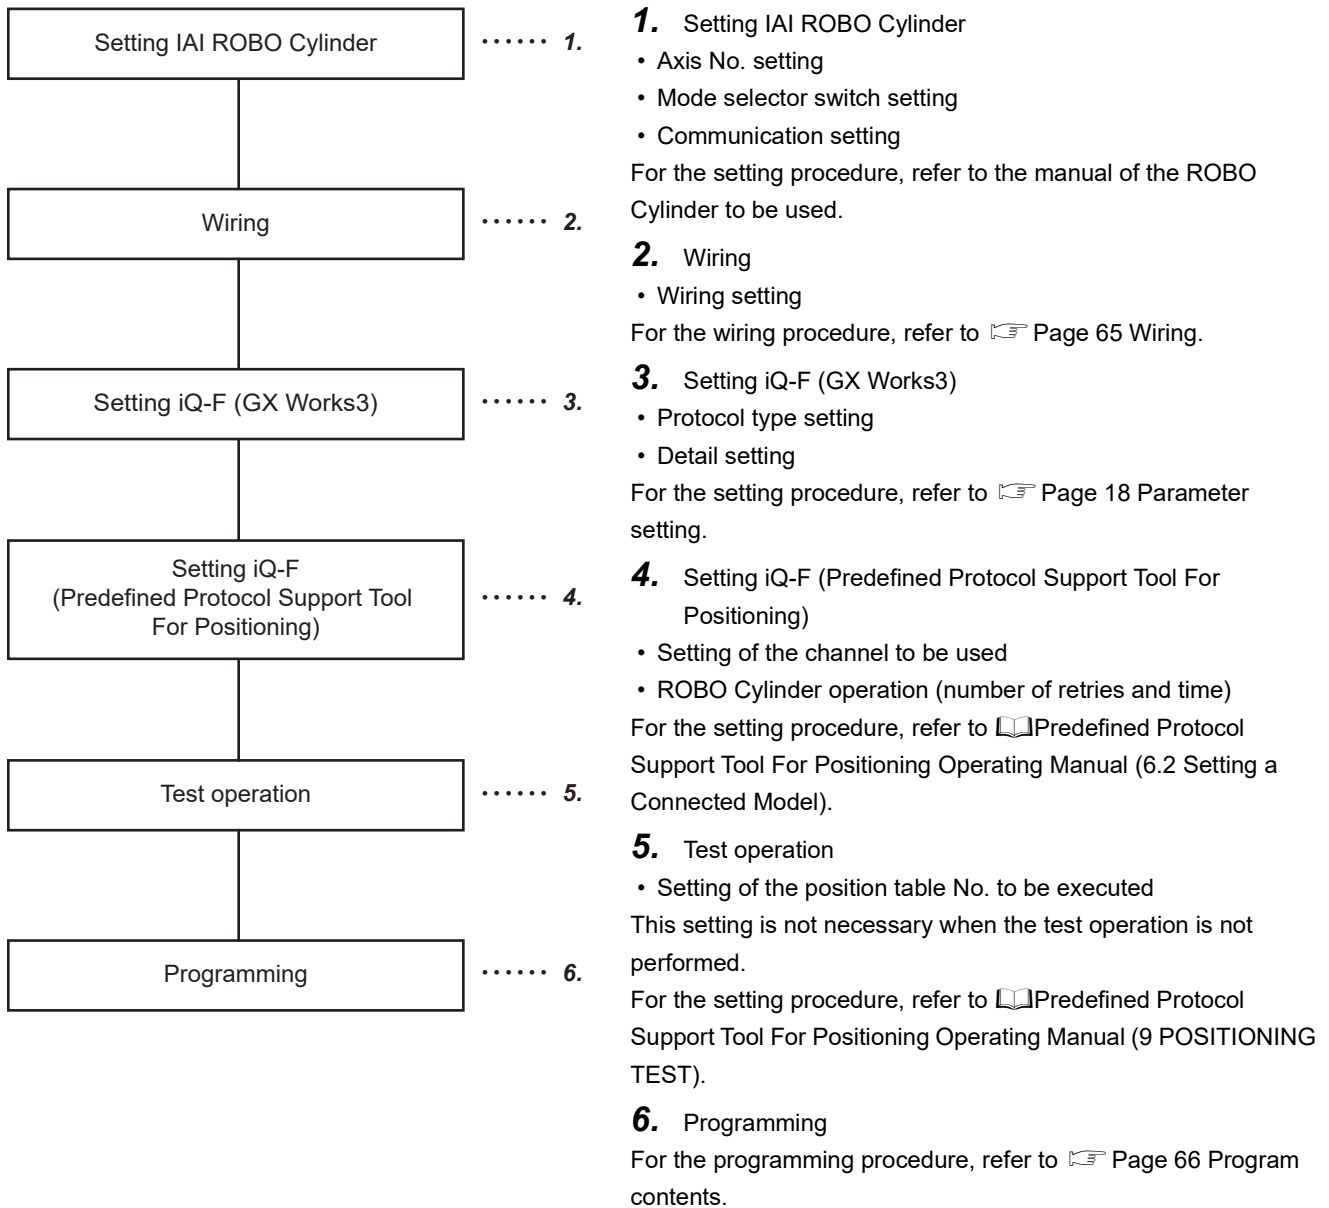 Setting IAI ROBO Cylinder
•••••• 1.
Wiring
•••••• 2.
Setting iQ-F (GX Works3)
•••••• 3.
Setting iQ-F
(Predefined Protocol Support Tool
For Positioning)
•••••• 4.
Test operation
•••••• 5.
Programming
•••••• 6.
1. Setting IAI ROBO Cylinder
• Axis No. setting
• Mode selector switch setting
• Communication setting
For the setting procedure, refer to the manual of the ROBO
Cylinder to be used.
2. Wiring
• Wiring setting
For the wiring procedure, refer to ☞ Page 65 Wiring.
3. Setting iQ-F (GX Works3)
• Protocol type setting
• Detail setting
For the setting procedure, refer to ☞ Page 18 Parameter
setting.
4. Setting iQ-F (Predefined Protocol Support Tool For
Positioning)
• Setting of the channel to be used
• ROBO Cylinder operation (number of retries and time)
For the setting procedure, refer to 🕮Predefined Protocol
Support Tool For Positioning Operating Manual (6.2 Setting a
Connected Model).
5. Test operation
• Setting of the position table No. to be executed
This setting is not necessary when the test operation is not
performed.
For the setting procedure, refer to 🕮Predefined Protocol
Support Tool For Positioning Operating Manual (9 POSITIONING
TEST).
6. Programming
For the programming procedure, refer to ☞ Page 66 Program
contents.